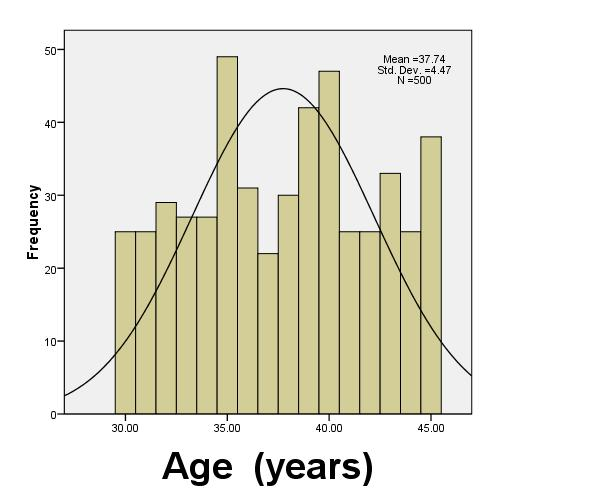 Mean =37.74
Std. Dev. =4.47
N =500
50
40
30
20
10
0
Frequency
30.00 35.00 40.00 45.00
Age (years)